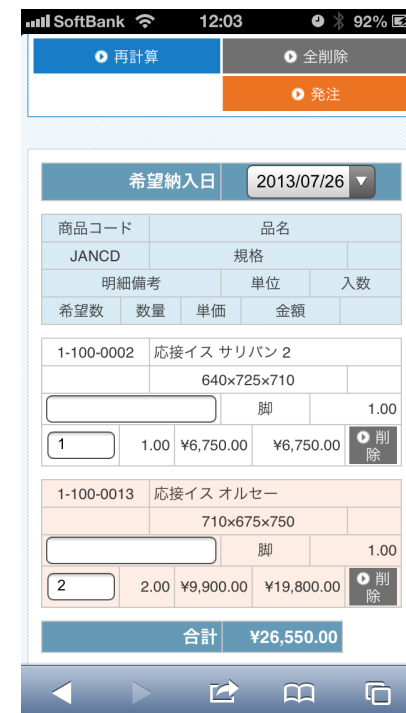 SoftBank 12:03 92%
再計算 全削除
発注
希望納入日 2013/07/26
商品コード 品名
JANCD 規格
明細備考 単位 入数
希望数 数量 単価 金額
1-100-0002 応接イス サリバン 2
640×725×710
脚 1.00
1 1.00 ¥6,750.00 ¥6,750.00 削
除
1-100-0013 応接イス オルセー
710×675×750
脚 1.00
2 2.00 ¥9,900.00 ¥19,800.00 削
除
合計 ¥26,550.00